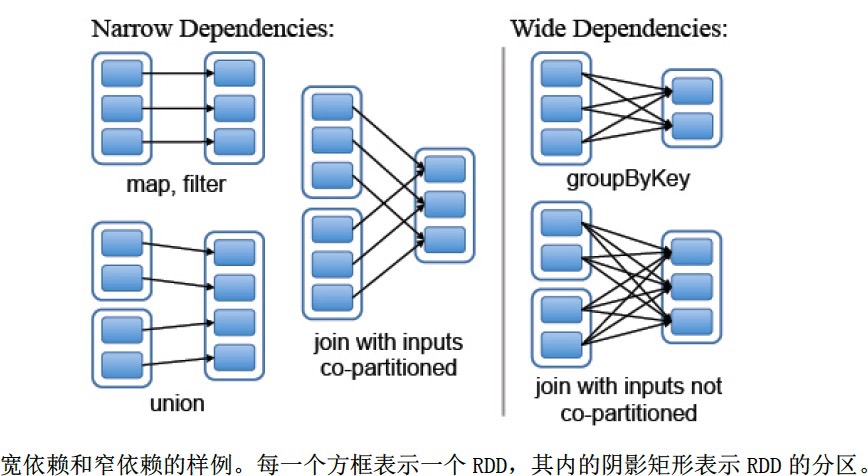 Narrow Dependencies:
Wide Dependencies:
map, filter
groupByKey
join with inputs
co-partitioned
union
join with inputs not
co-partitioned
宽依赖和窄依赖的样例。每一个方框表示一个 RDD，其内的阴影矩形表示 RDD 的分区。